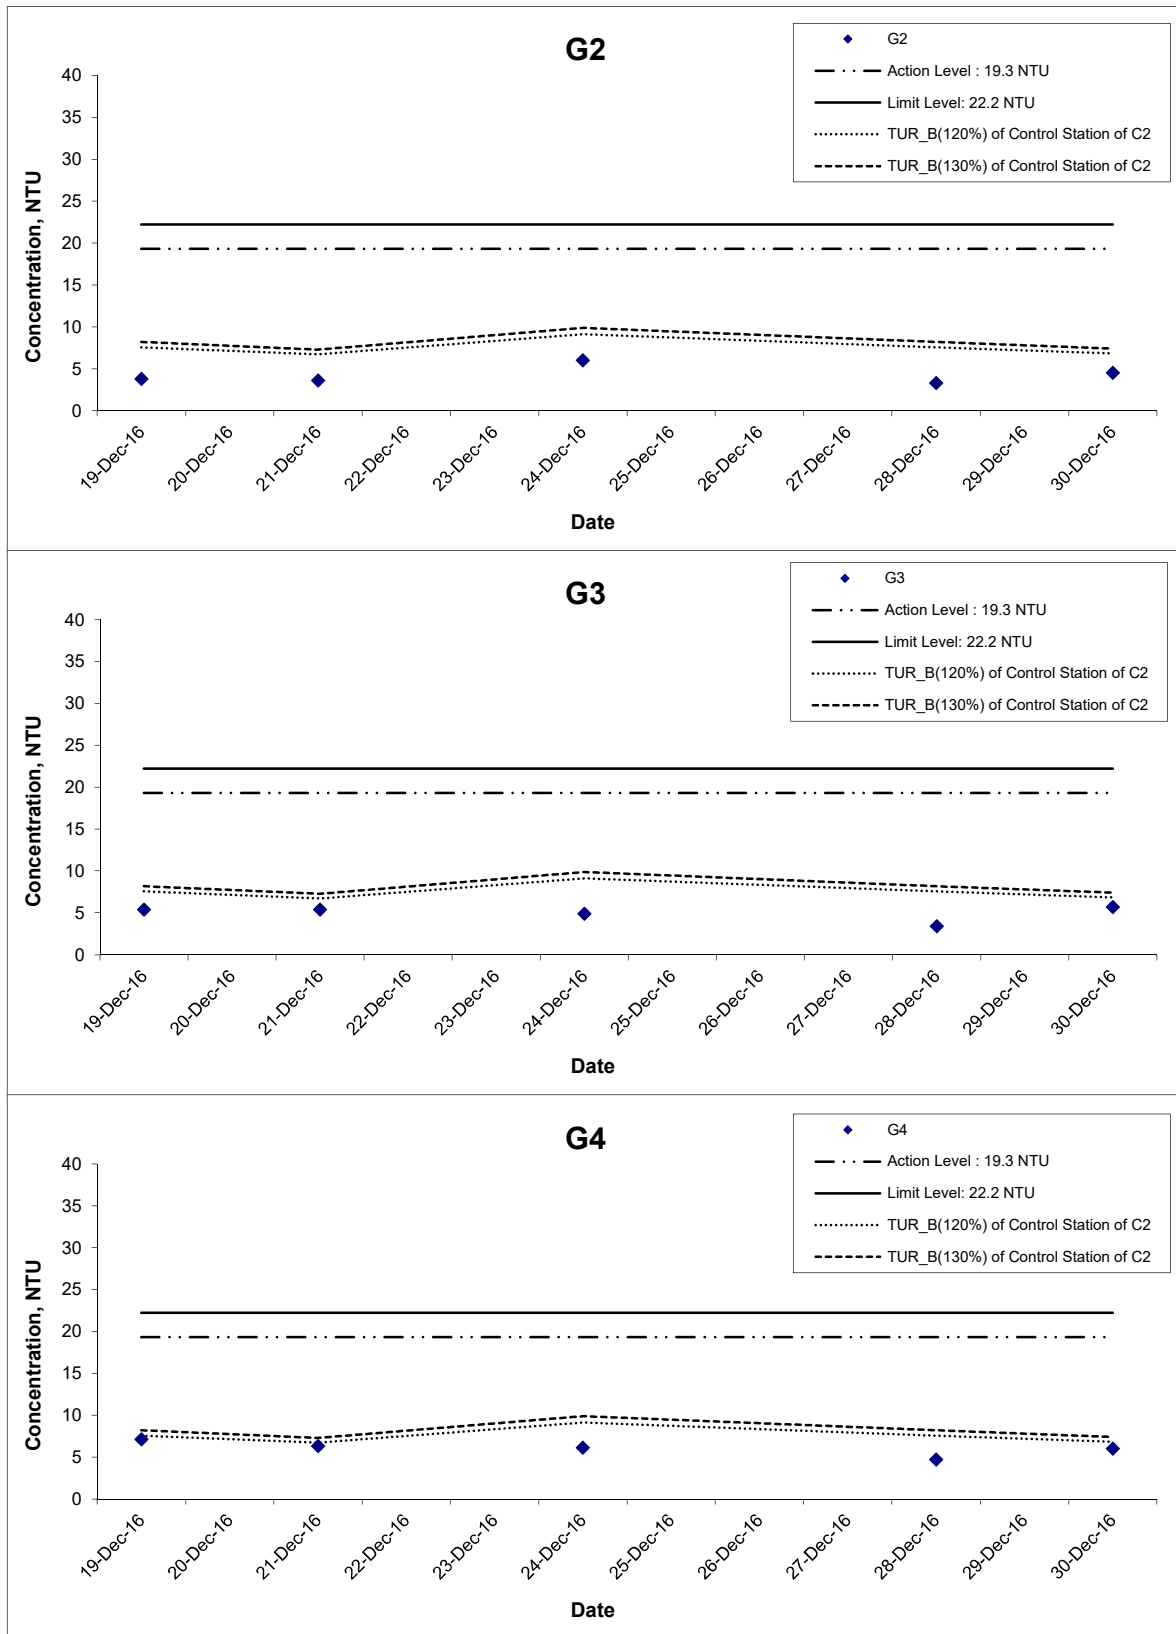 G2
G2
Action Level : 19.3 NTU
Limit Level: 22.2 NTU
TUR_B(120%) of Control Station of C2
TUR_B(130%) of Control Station of C2
Concentration, NTU
40
35
30
25
20
15
10
5
0
19-Dec-16
20-Dec-16
21-Dec-16
22-Dec-16
23-Dec-16
24-Dec-16
25-Dec-16
26-Dec-16
27-Dec-16
28-Dec-16
29-Dec-16
30-Dec-16
Date
G3
G3
Action Level : 19.3 NTU
Limit Level: 22.2 NTU
TUR_B(120%) of Control Station of C2
TUR_B(130%) of Control Station of C2
Concentration, NTU
40
35
30
25
20
15
10
5
0
19-Dec-16
20-Dec-16
21-Dec-16
22-Dec-16
23-Dec-16
24-Dec-16
25-Dec-16
26-Dec-16
27-Dec-16
28-Dec-16
29-Dec-16
30-Dec-16
Date
G4
G4
Action Level : 19.3 NTU
Limit Level: 22.2 NTU
TUR_B(120%) of Control Station of C2
TUR_B(130%) of Control Station of C2
Concentration, NTU
40
35
30
25
20
15
10
5
0
19-Dec-16
20-Dec-16
21-Dec-16
22-Dec-16
23-Dec-16
24-Dec-16
25-Dec-16
26-Dec-16
27-Dec-16
28-Dec-16
29-Dec-16
30-Dec-16
Date